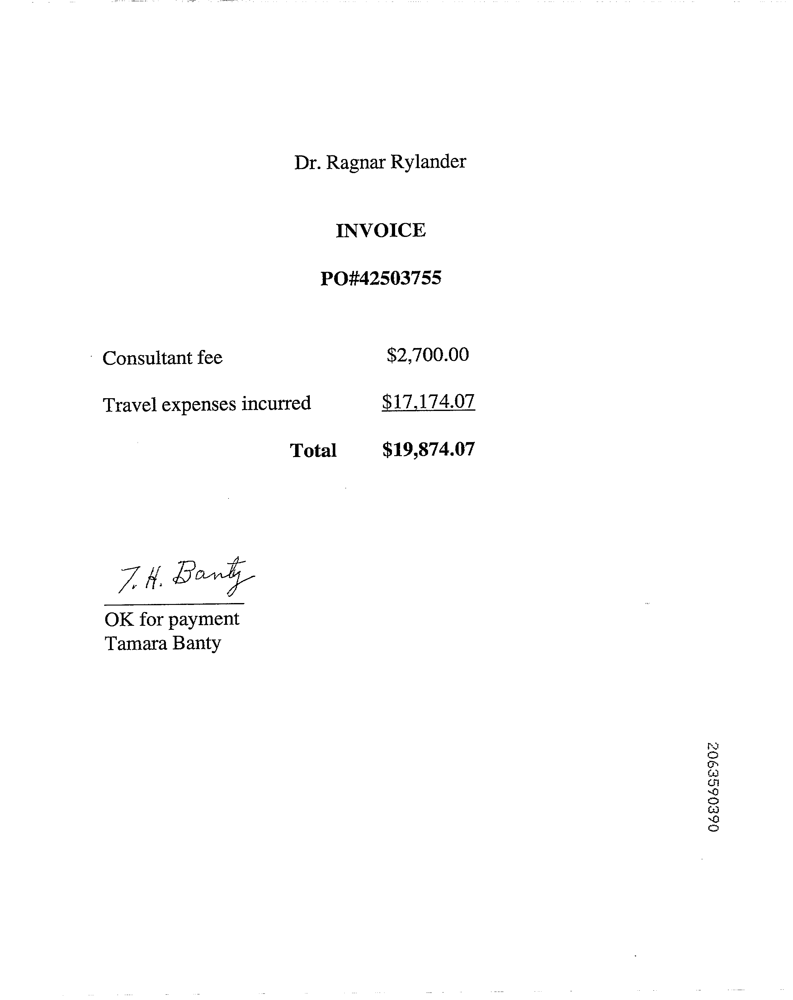 Dr. Ragnar Rylander
INVOICE
PO#42503755
Consultant fee $2,700.00
Travel expenses incurred $17,174.07
Total $19,874.07
T. H. Banty
OK for payment
Tamara Banty
2063590390